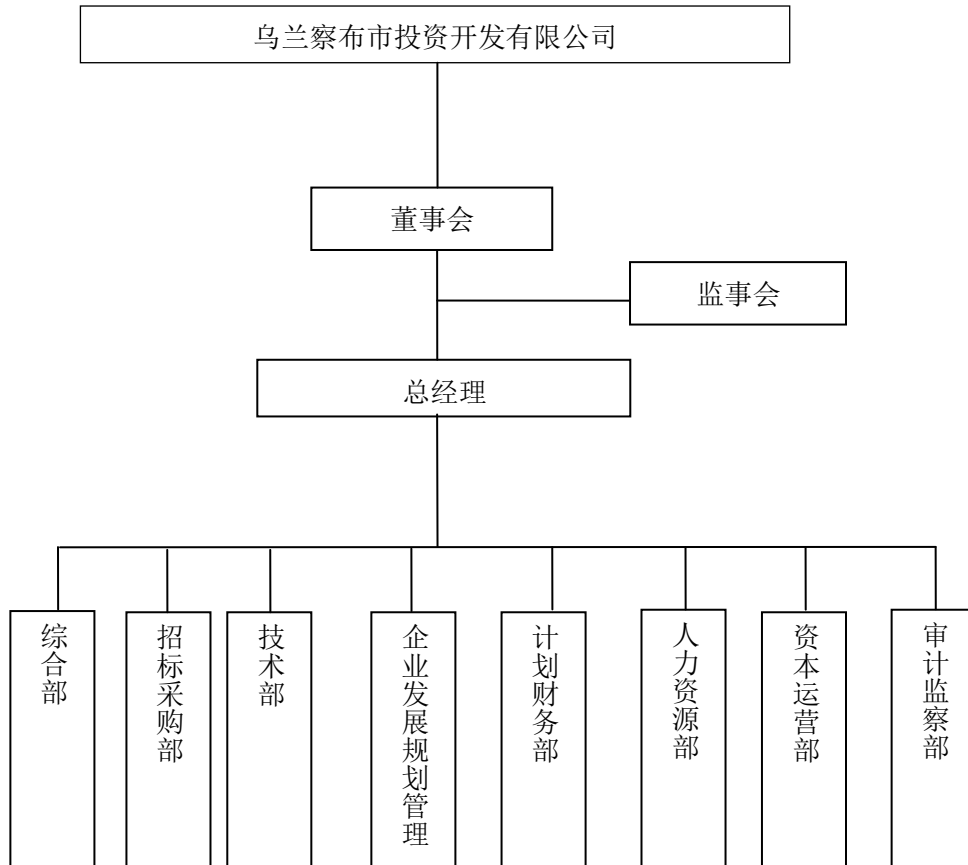 乌兰察布市投资开发有限公司
董事会
监事会
总经理
综合部
招标采购部
技术部
企业发展规划管理
计划财务部
人力资源部
资本运营部
审计监察部